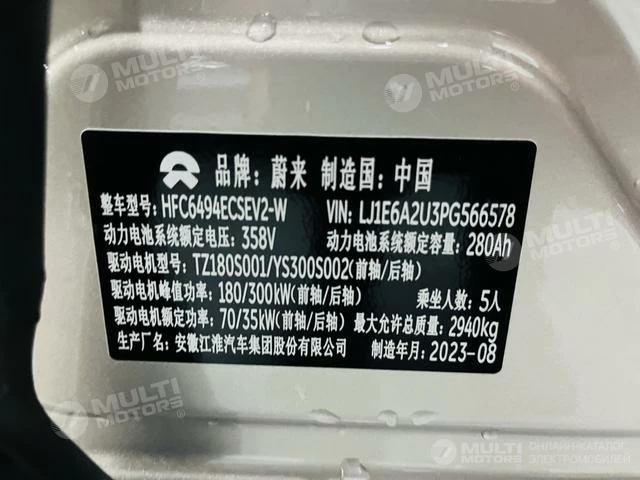 品牌：蔚来 制造国：中国
整车型号：HFC6494ECSEV2-W VIN: LJ1E6A2U3PG566578
动力电池系统额定电压：358V 动力电池系统额定容量：280Ah
驱动电机型号：TZ180S001/YS300S002(前轴/后轴)
驱动电机峰值功率：180/300kW(前轴/后轴) 乘坐人数：5人
驱动电机额定功率：70/35kW(前轴/后轴) 最大允许总质量：2940kg
生产厂名：安徽江淮汽车集团股份有限公司 制造年月：2023-08
MULTI MOTORS®
MULTI MOTORS®
MULTI MOTORS®
MULTI MOTORS®
MULTI MOTORS
ОНЛАЙН-КАТАЛОГ ЭЛЕКТРОМОБИЛЕЙ